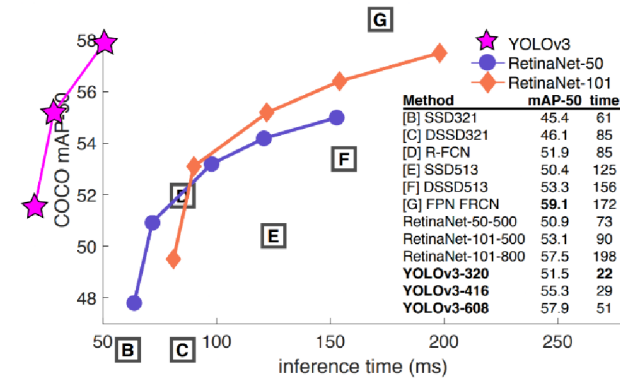 G
58
YOLOv3
RetinaNet-50
RetinaNet-101
56
54
52
50
48
COCO mAP-50
D
F
E
B
C
50
100
150
200
250
inference time (ms)
Method mAP-50 time
[B] SSD321 45.4 61
[C] DSSD321 46.1 85
[D] R-FCN 51.9 85
[E] SSD513 50.4 125
[F] DSSD513 53.3 156
[G] FPN FRCN 59.1 172
RetinaNet-50-500 50.9 73
RetinaNet-101-500 53.1 90
RetinaNet-101-800 57.5 198
YOLOv3-320 51.5 22
YOLOv3-416 55.3 29
YOLOv3-608 57.9 51